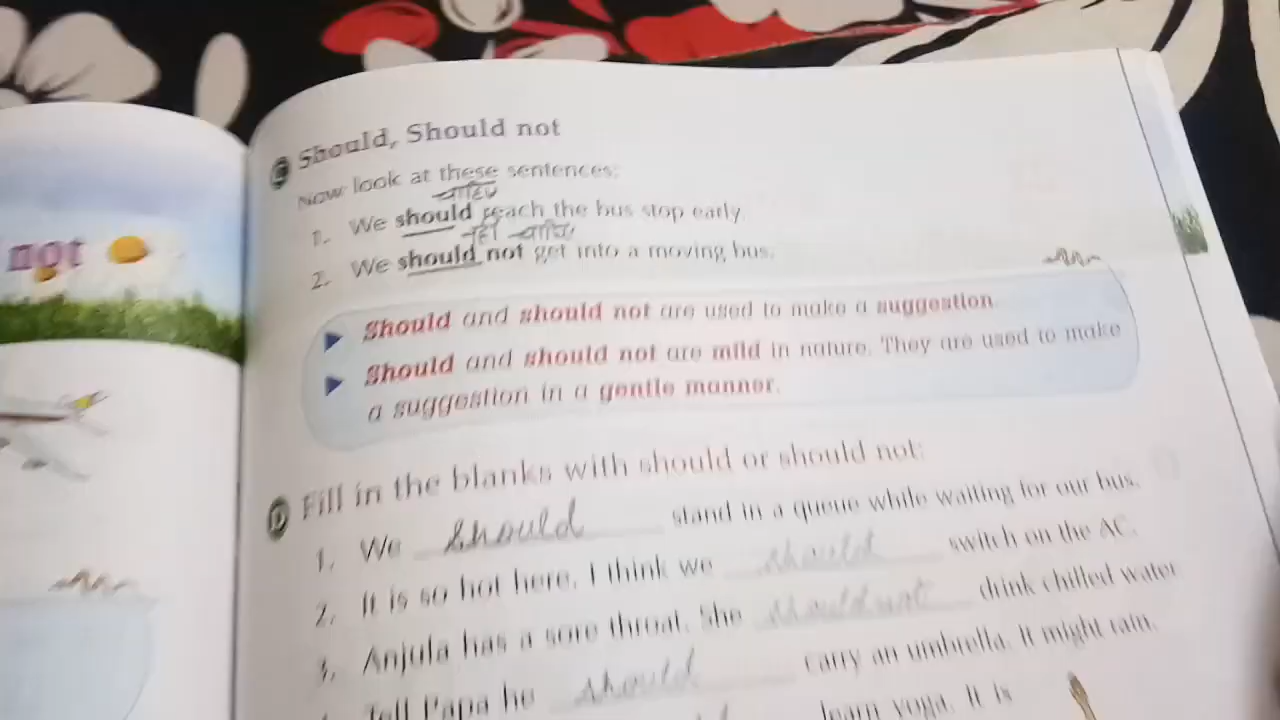 not
Should, Should not
Now look at these sentences:
चाहिए
1. We should reach the bus stop early.
नहीं चाहिए
2. We should not get into a moving bus.
Should and should not are used to make a suggestion.
Should and should not are mild in nature. They are used to make
a suggestion in a gentle manner.
Fill in the blanks with should or should not:
1. We should stand in a queue while waiting for our bus.
2. It is so hot here. I think we should switch on the AC.
3. Anjula has a sore throat. She should not drink chilled water
Tell Papa he should carry an umbrella. It might rain.
learn yoga. It is